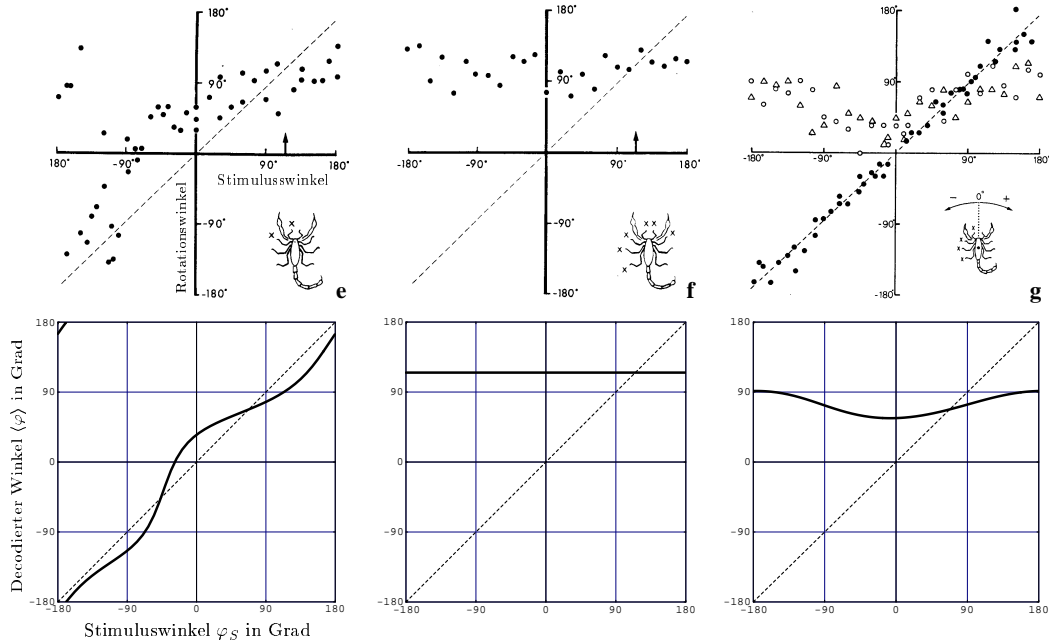 180° 180° 180°
90° 90° 90°
180° -90° 90° 180° -180° -90° 90° 180° -180° -90° 90° 180°
Stimulusswinkel
Rotationswinkel
-90° -90° -90°
− 0° +
x x x x x x x x x x x
-180° e -180° f -180° g
180 180 180
90 90 90
0 0 0
-90 -90 -90
-180 -180 -180
-180 -90 0 90 180 -180 -90 0 90 180 -180 -90 0 90 180
Decodierter Winkel ⟨φ⟩ in Grad
Stimuluswinkel φS in Grad